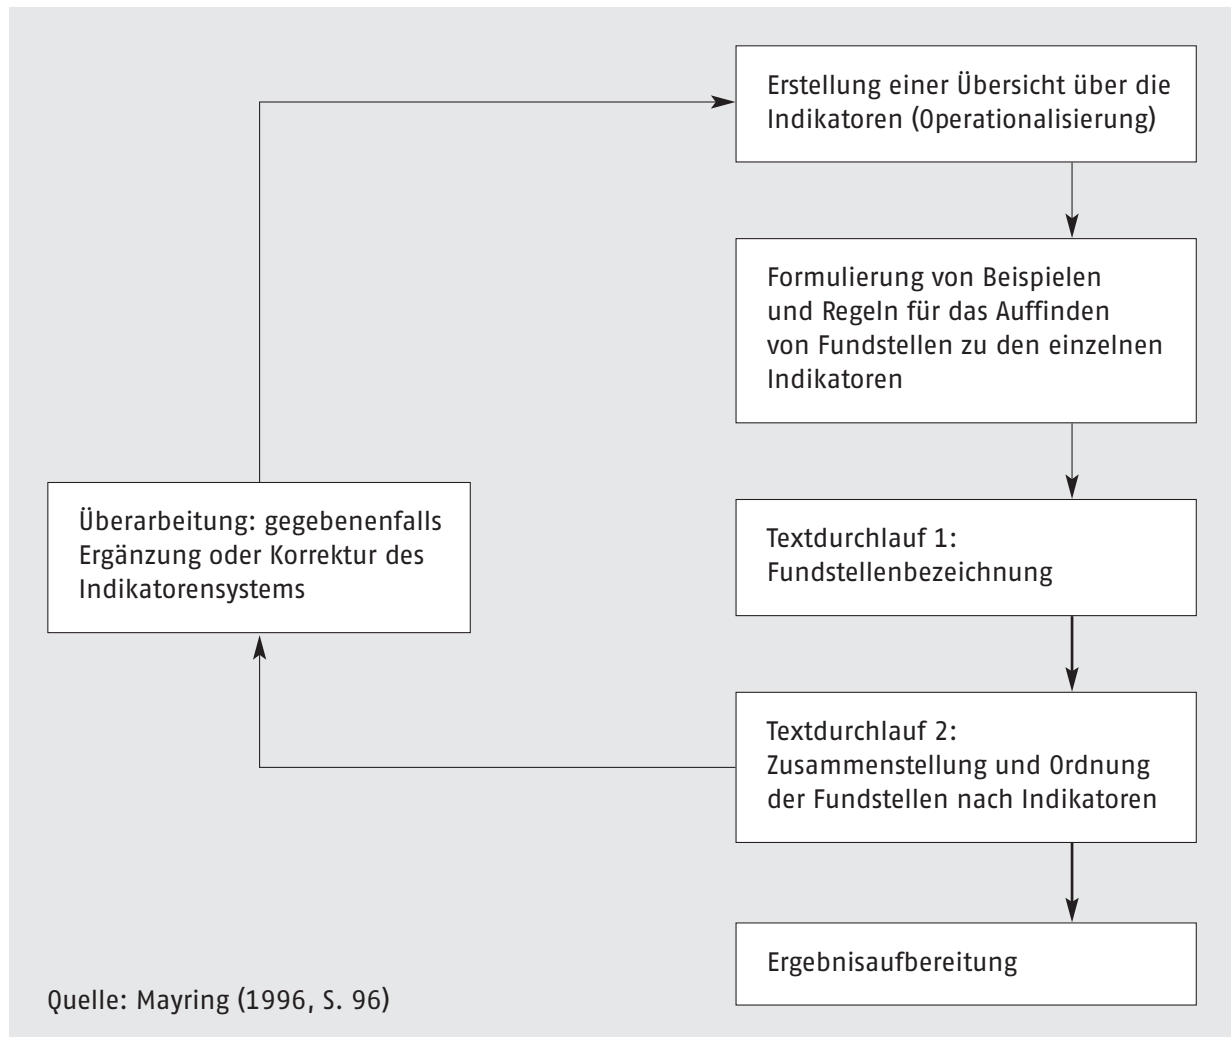 Erstellung einer Übersicht über die
Indikatoren (Operationalisierung)
Formulierung von Beispielen
und Regeln für das Auffinden
von Fundstellen zu den einzelnen
Indikatoren
Überarbeitung: gegebenenfalls
Ergänzung oder Korrektur des
Indikatorensystems
Textdurchlauf 1:
Fundstellenbezeichnung
Textdurchlauf 2:
Zusammenstellung und Ordnung
der Fundstellen nach Indikatoren
Ergebnisaufbereitung
Quelle: Mayring (1996, S. 96)